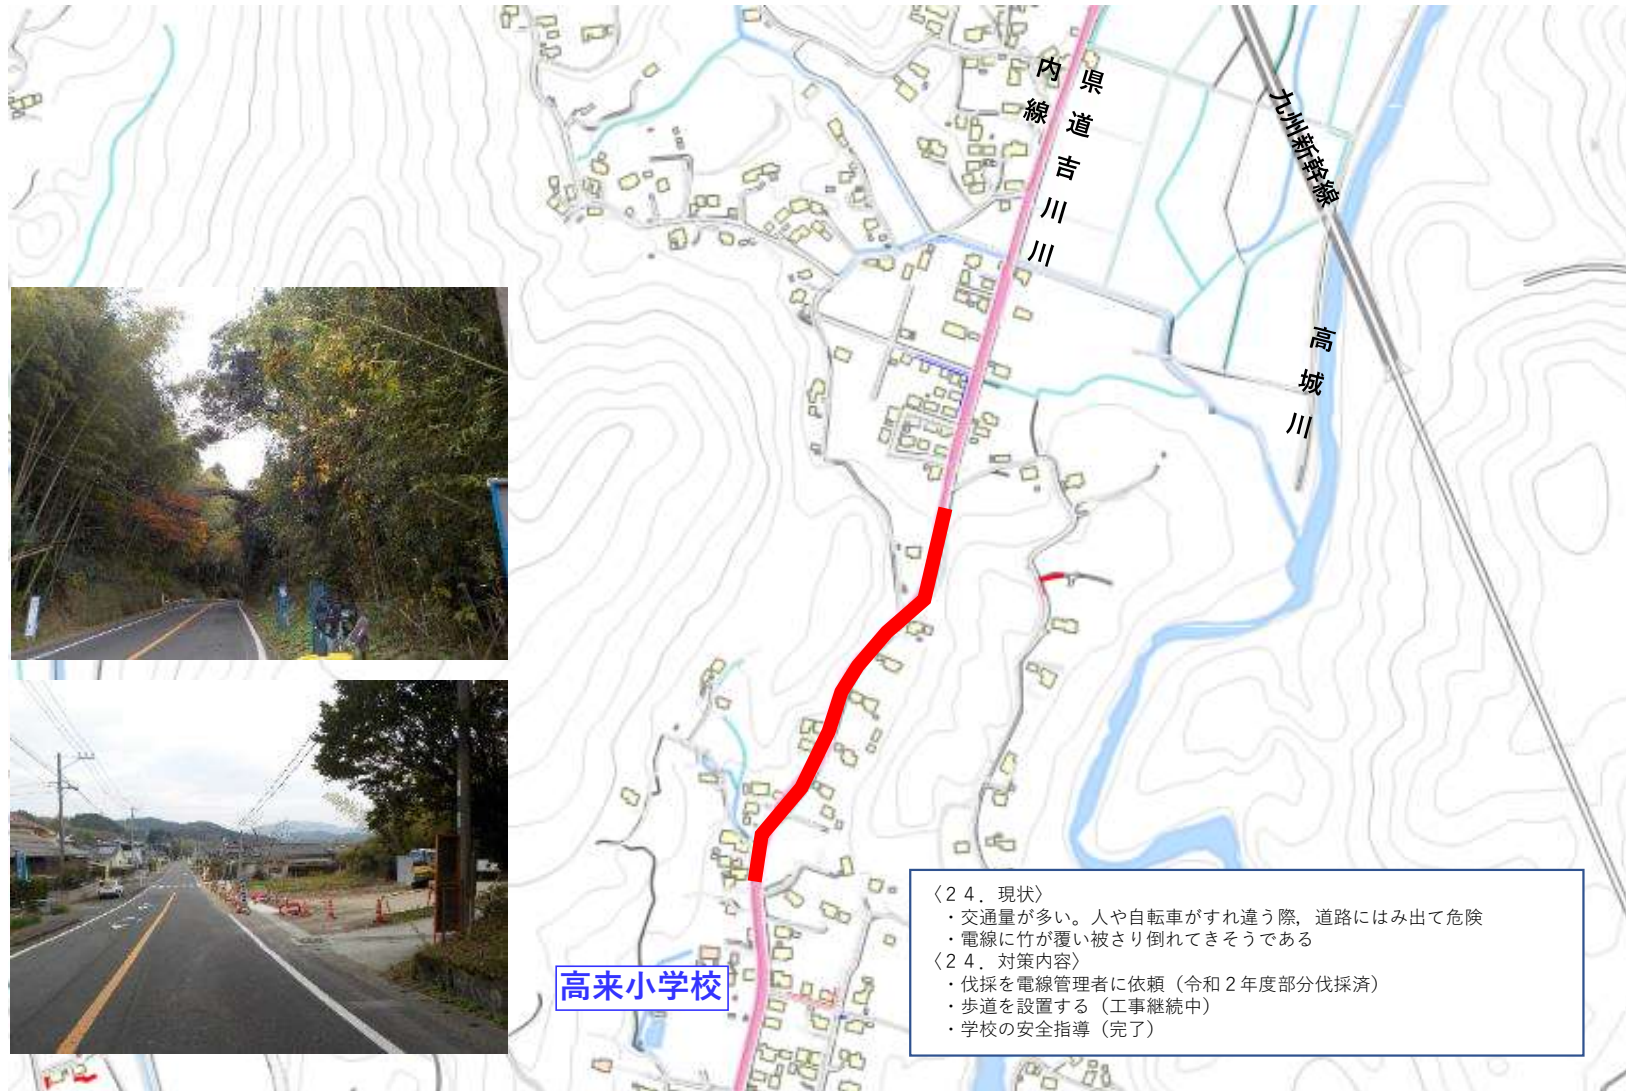 県道吉川川
内線
九州新幹線
高城川
高来小学校
〈２４．現状〉
・交通量が多い。人や自転車がすれ違う際，道路にはみ出て危険
・電線に竹が覆い被さり倒れてきそうである
〈２４．対策内容〉
・伐採を電線管理者に依頼（令和２年度部分伐採済）
・歩道を設置する（工事継続中）
・学校の安全指導（完了）